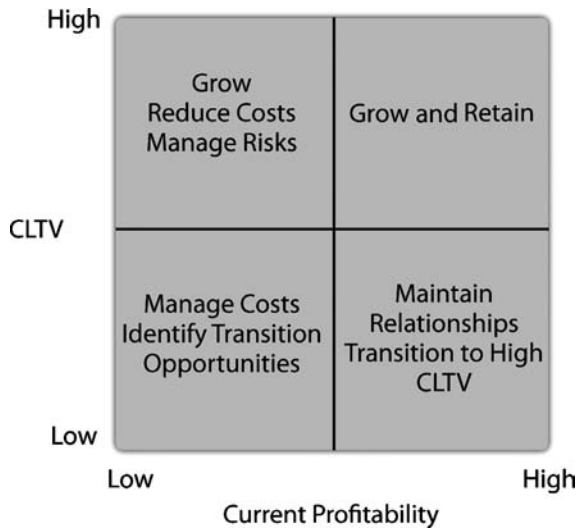 High
Grow
Reduce Costs
Manage Risks
Grow and Retain
CLTV
Manage Costs
Identify Transition
Opportunities
Maintain
Relationships
Transition to High
CLTV
Low
Low
High
Current Profitability